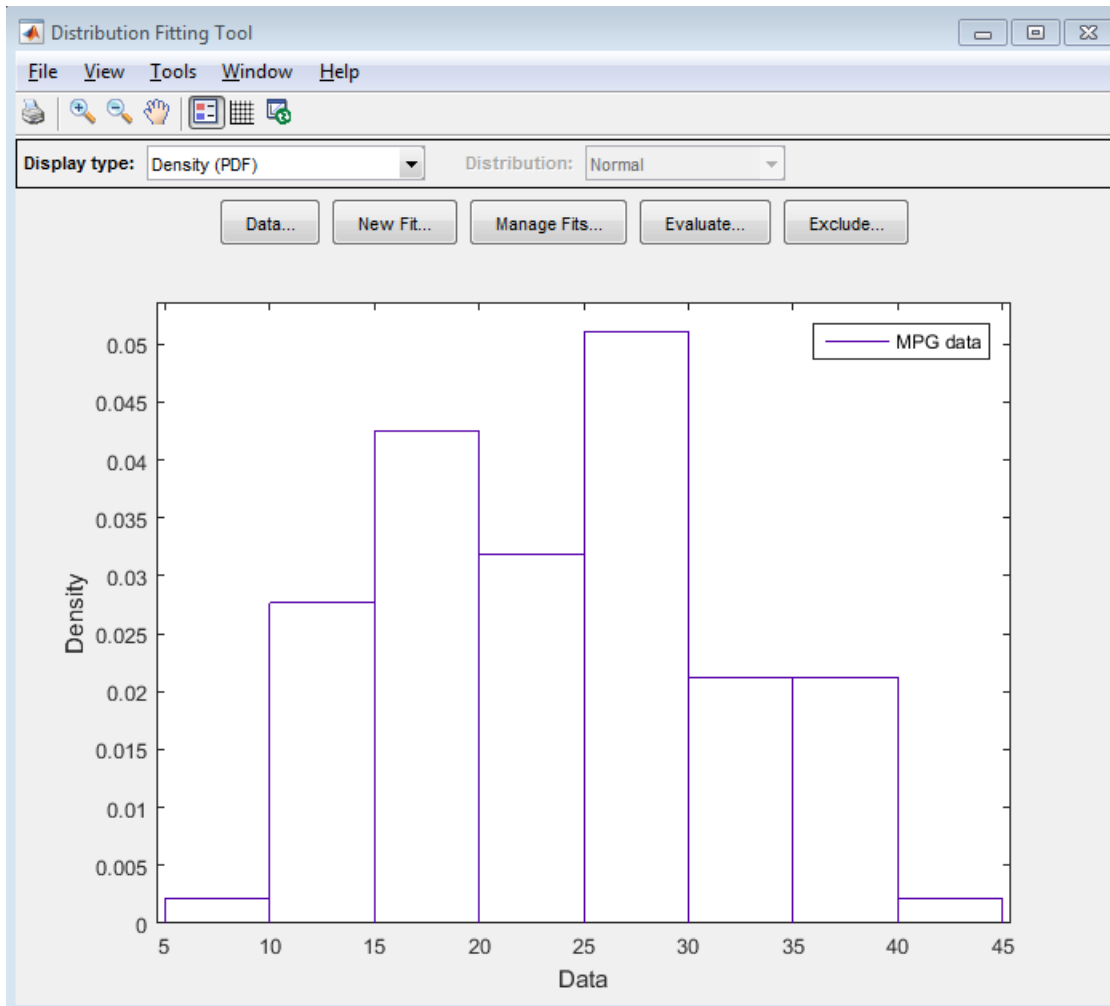 Distribution Fitting Tool
File View Tools Window Help
Display type: Density (PDF) Distribution: Normal
Data... New Fit... Manage Fits... Evaluate... Exclude...
MPG data
0.05
0.045
0.04
0.035
0.03
0.025
0.02
0.015
0.01
0.005
0
Density
5 10 15 20 25 30 35 40 45
Data